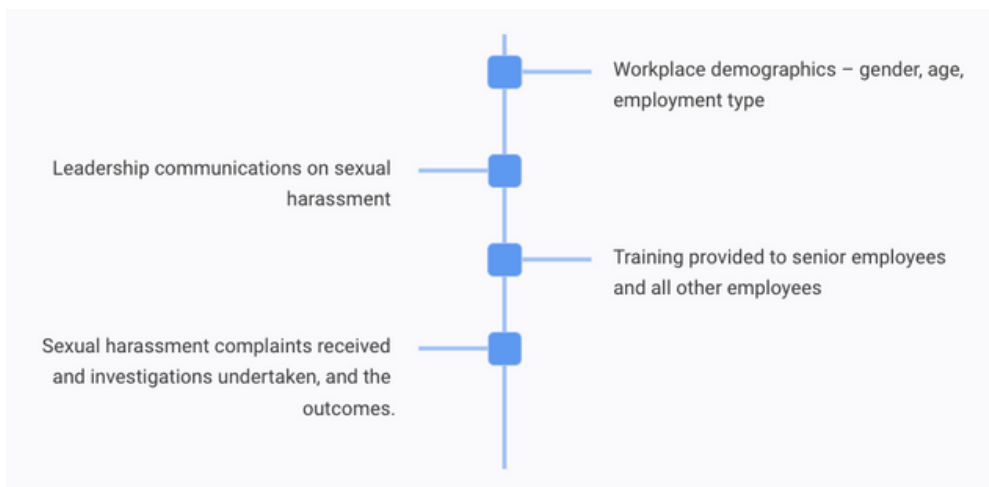 Workplace demographics – gender, age,
employment type
Leadership communications on sexual
harassment
Training provided to senior employees
and all other employees
Sexual harassment complaints received
and investigations undertaken, and the
outcomes.